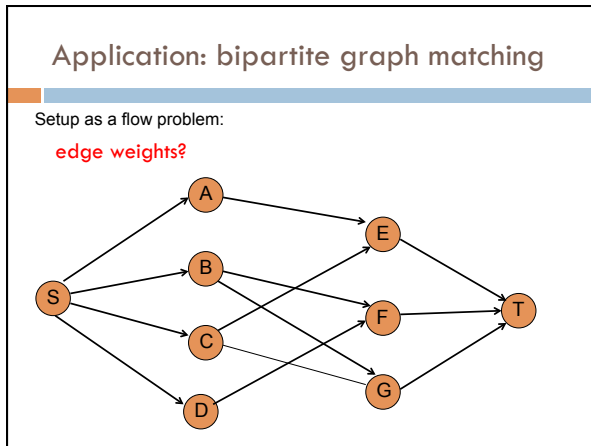 Application: bipartite graph matching
Setup as a flow problem:
edge weights?
A
E
B
S
T
F
C
G
D